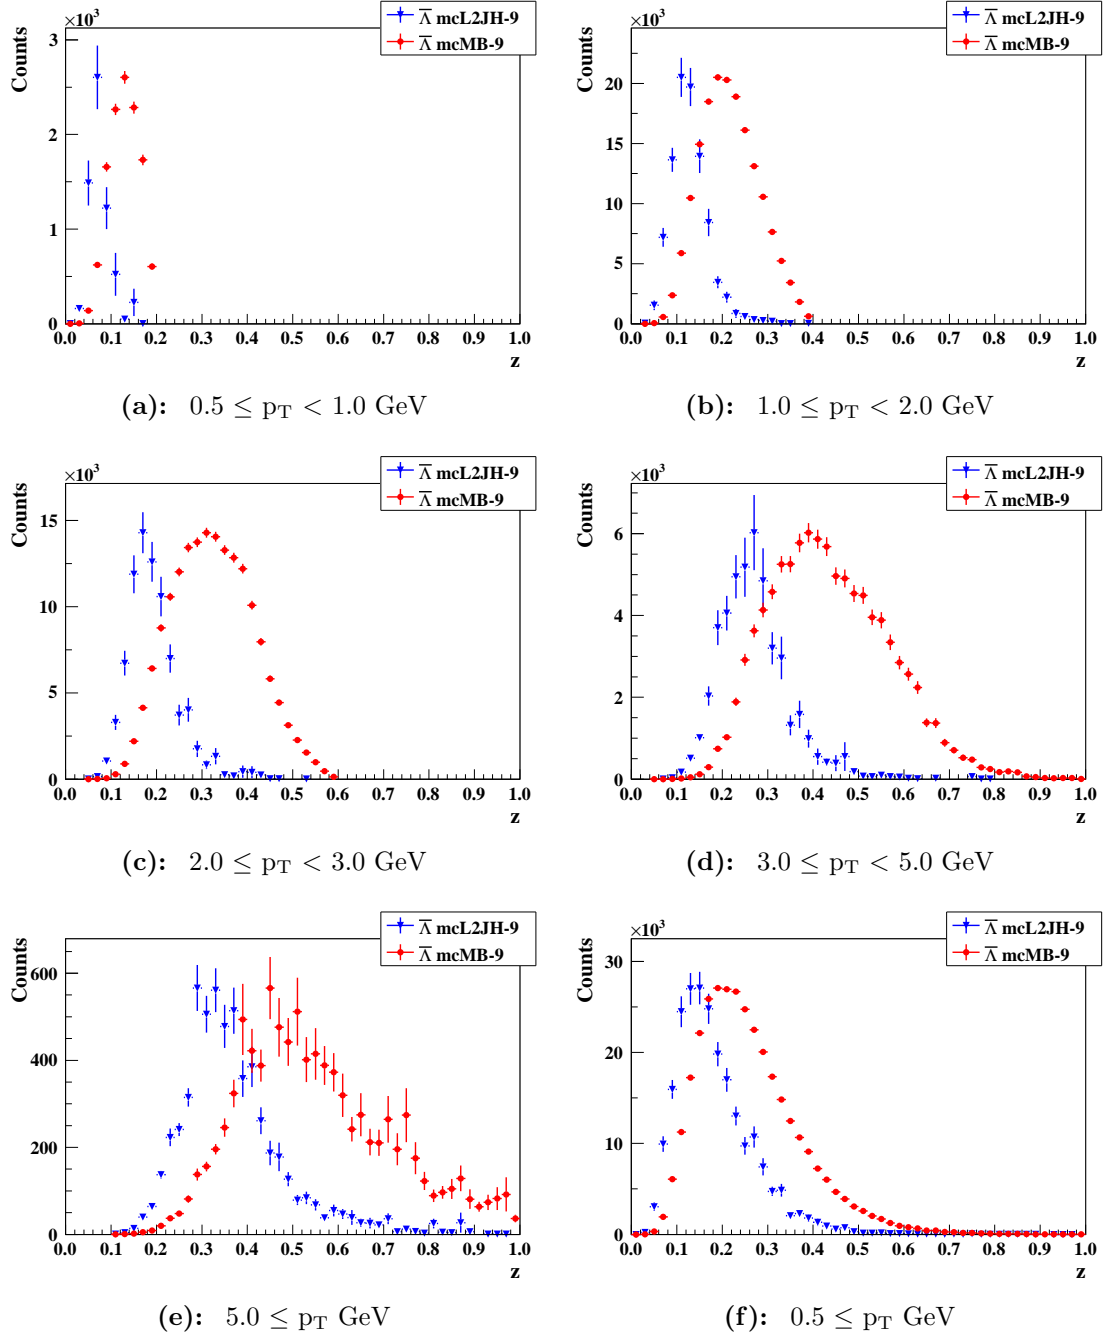 ×10³
Λ̅ mcL2JH-9
Λ̅ mcMB-9
Counts
3
2
1
0
0.0 0.1 0.2 0.3 0.4 0.5 0.6 0.7 0.8 0.9 1.0
z
(a): 0.5 ≤ pT < 1.0 GeV
×10³
Λ̅ mcL2JH-9
Λ̅ mcMB-9
Counts
20
15
10
5
0
0.0 0.1 0.2 0.3 0.4 0.5 0.6 0.7 0.8 0.9 1.0
z
(b): 1.0 ≤ pT < 2.0 GeV
×10³
Λ̅ mcL2JH-9
Λ̅ mcMB-9
Counts
15
10
5
0
0.0 0.1 0.2 0.3 0.4 0.5 0.6 0.7 0.8 0.9 1.0
z
(c): 2.0 ≤ pT < 3.0 GeV
×10³
Λ̅ mcL2JH-9
Λ̅ mcMB-9
Counts
6
4
2
0
0.0 0.1 0.2 0.3 0.4 0.5 0.6 0.7 0.8 0.9 1.0
z
(d): 3.0 ≤ pT < 5.0 GeV
Λ̅ mcL2JH-9
Λ̅ mcMB-9
Counts
600
400
200
0
0.0 0.1 0.2 0.3 0.4 0.5 0.6 0.7 0.8 0.9 1.0
z
(e): 5.0 ≤ pT GeV
×10³
Λ̅ mcL2JH-9
Λ̅ mcMB-9
Counts
30
20
10
0
0.0 0.1 0.2 0.3 0.4 0.5 0.6 0.7 0.8 0.9 1.0
z
(f): 0.5 ≤ pT GeV